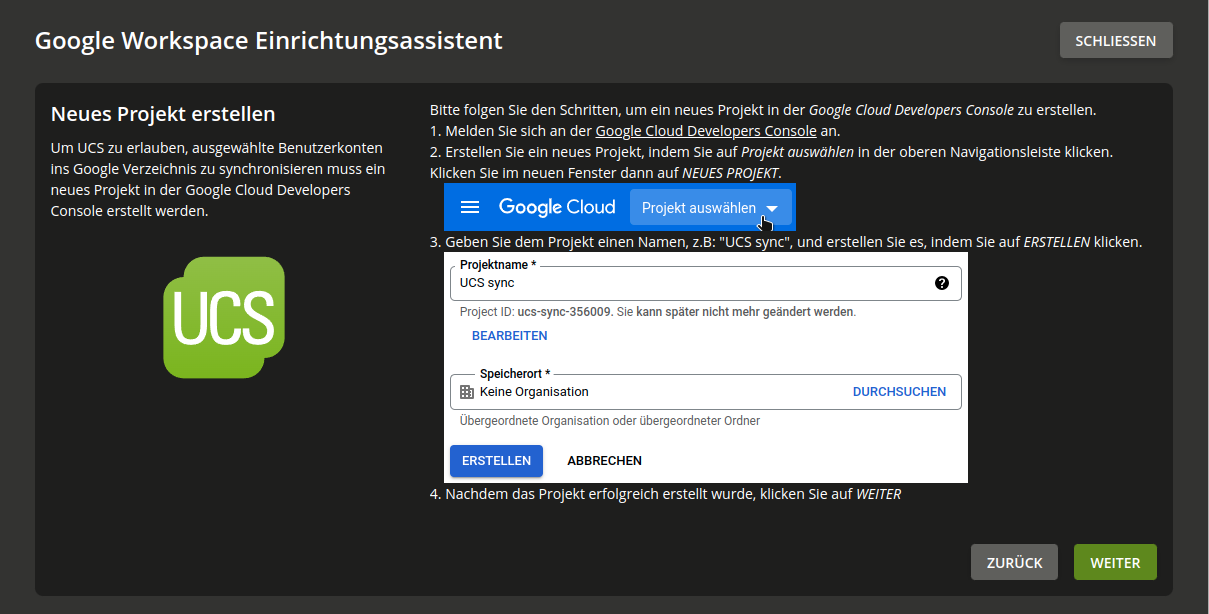 Google Workspace Einrichtungsassistent
SCHLIESSEN
Neues Projekt erstellen
Um UCS zu erlauben, ausgewählte Benutzerkonten
ins Google Verzeichnis zu synchronisieren muss ein
neues Projekt in der Google Cloud Developers
Console erstellt werden.
UCS
Bitte folgen Sie den Schritten, um ein neues Projekt in der Google Cloud Developers Console zu erstellen.
1. Melden Sie sich an der Google Cloud Developers Console an.
2. Erstellen Sie ein neues Projekt, indem Sie auf Projekt auswählen in der oberen Navigationsleiste klicken.
Klicken Sie im neuen Fenster dann auf NEUES PROJEKT.
Google Cloud Projekt auswählen
3. Geben Sie dem Projekt einen Namen, z.B: "UCS sync", und erstellen Sie es, indem Sie auf ERSTELLEN klicken.
Projektname *
UCS sync
Project ID: ucs-sync-356009. Sie kann später nicht mehr geändert werden.
BEARBEITEN
Speicherort *
Keine Organisation DURCHSUCHEN
Übergeordnete Organisation oder übergeordneter Ordner
ERSTELLEN ABBRECHEN
4. Nachdem das Projekt erfolgreich erstellt wurde, klicken Sie auf WEITER
ZURÜCK WEITER